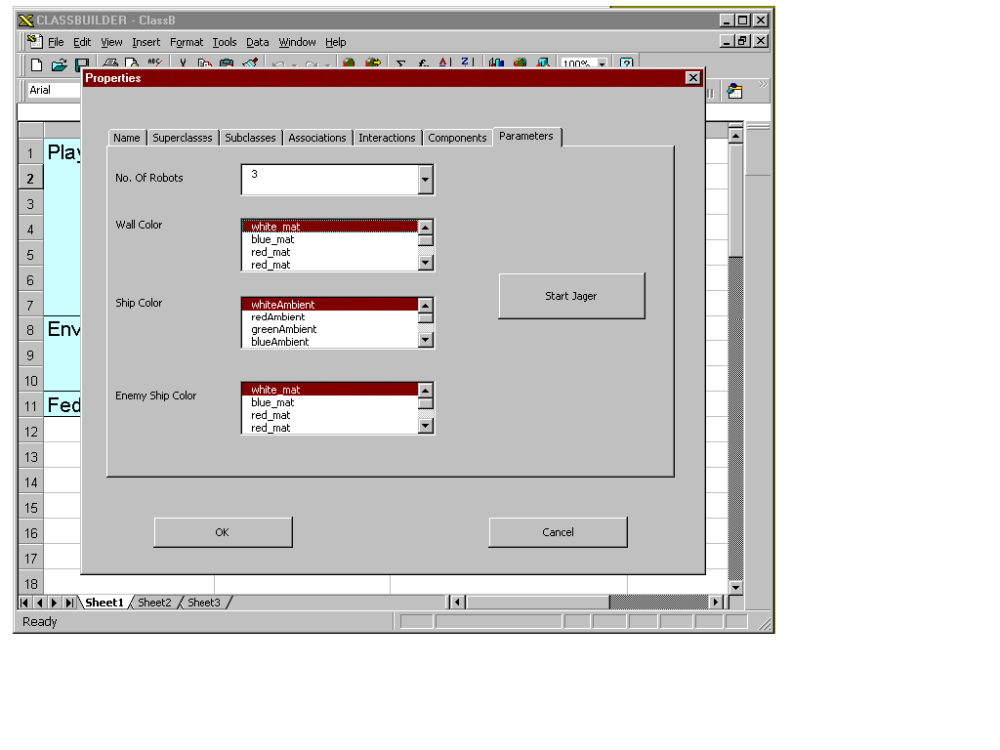 CLASSBUILDER - ClassB
File Edit View Insert Format Tools Data Window Help
ABC
100%
Arial
Properties
Name Superclasses Subclasses Associations Interactions Components Parameters
No. Of Robots 3
Wall Color white_mat
blue_mat
red_mat
red_mat
Start Jager
Ship Color whiteAmbient
redAmbient
greenAmbient
blueAmbient
Enemy Ship Color white_mat
blue_mat
red_mat
red_mat
OK Cancel
1 Play
2
3
4
5
6
7
8 Env
9
10
11 Fed
12
13
14
15
16
17
18
Sheet1 Sheet2 Sheet3
Ready